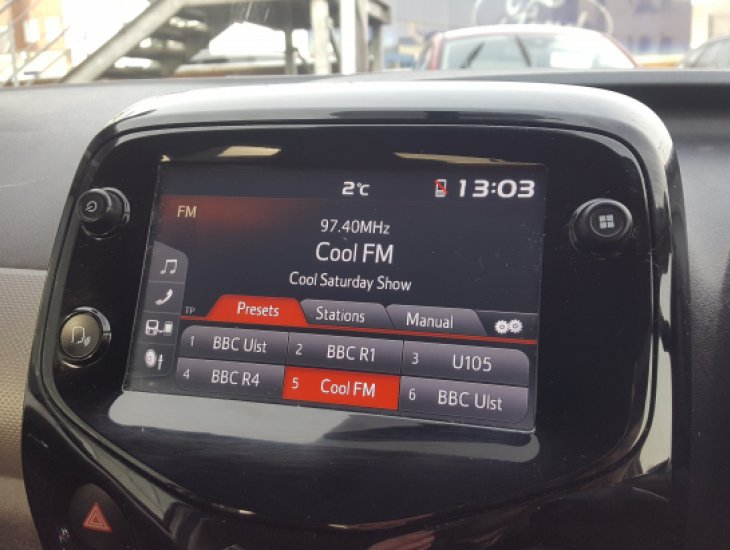 2°C 13:03
FM
97.40MHz
Cool FM
Cool Saturday Show
TP Presets Stations Manual
1 BBC Ulst 2 BBC R1 3 U105
4 BBC R4 5 Cool FM 6 BBC Ulst